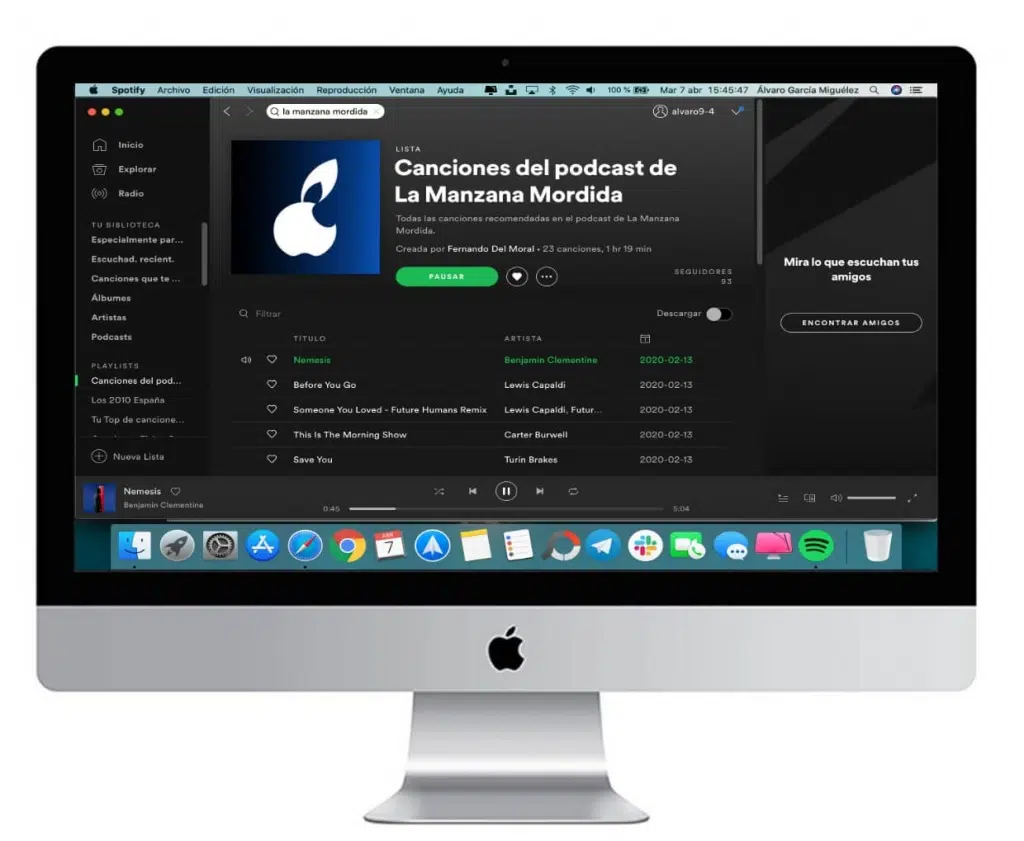 Spotify Archivo Edición Visualización Reproducción Ventana Ayuda 100 % Mar 7 abr 15:45:47 Álvaro García Miguélez
la manzana mordida
alvaro9-4
Inicio
Explorar
Radio
TU BIBLIOTECA
Especialmente par...
Escuchad. recient.
Canciones que te ...
Álbumes
Artistas
Podcasts
PLAYLISTS
Canciones del pod...
Los 2010 España
Tu Top de cancione...
Nueva Lista
LISTA
Canciones del podcast de
La Manzana Mordida
Todas las canciones recomendadas en el podcast de La Manzana
Mordida.
Creada por Fernando Del Moral • 23 canciones, 1 hr 19 min
PAUSAR
SEGUIDORES
93
Filtrar
Descargar
TÍTULO ARTISTA
Nemesis Benjamin Clementine 2020-02-13
Before You Go Lewis Capaldi 2020-02-13
Someone You Loved - Future Humans Remix Lewis Capaldi, Futur... 2020-02-13
This Is The Morning Show Carter Burwell 2020-02-13
Save You Turin Brakes 2020-02-13
Mira lo que escuchan tus
amigos
ENCONTRAR AMIGOS
Nemesis
Benjamin Clementine
0:45 5:04
ABR
7